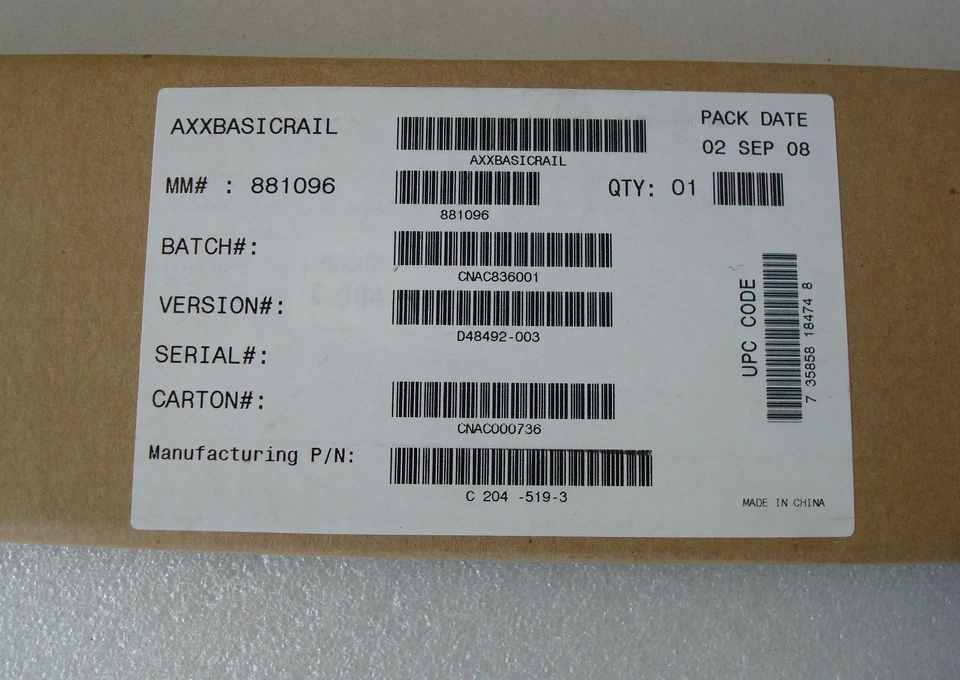 AXXBASICRAIL
AXXBASICRAIL
PACK DATE
02 SEP 08
MM# : 881096
881096
QTY: 01
BATCH#:
CNAC836001
VERSION#:
D48492-003
SERIAL#:
CARTON#:
CNAC000736
Manufacturing P/N:
C 204 -519-3
UPC CODE
7 35858 18474 8
MADE IN CHINA